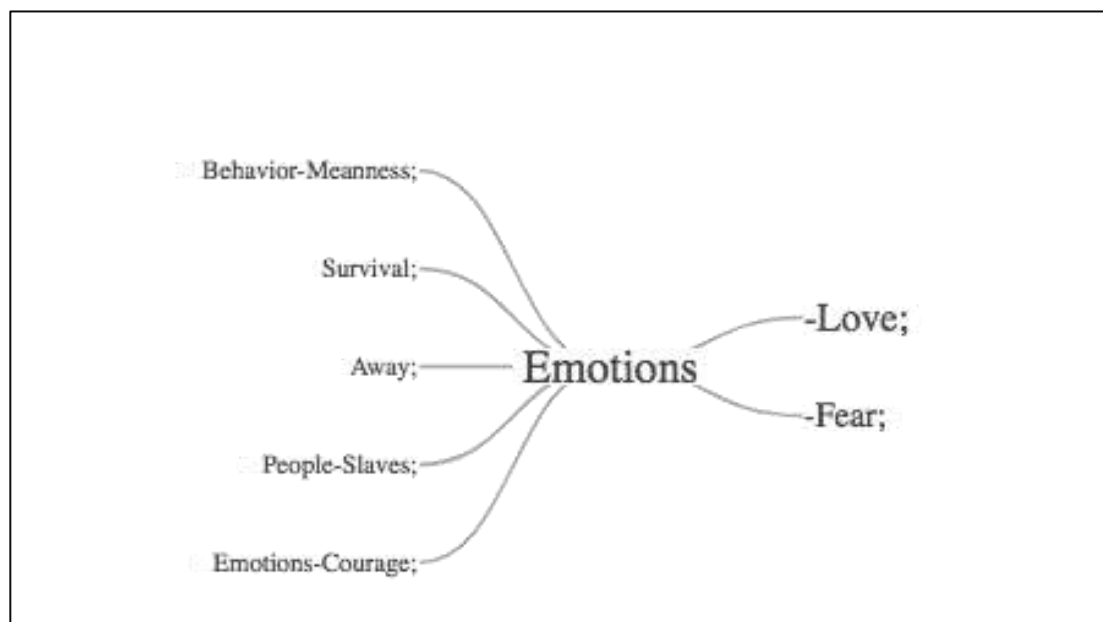 Behavior-Meanness;
Survival;
Away;
People-Slaves;
Emotions-Courage;
Emotions
-Love;
-Fear;